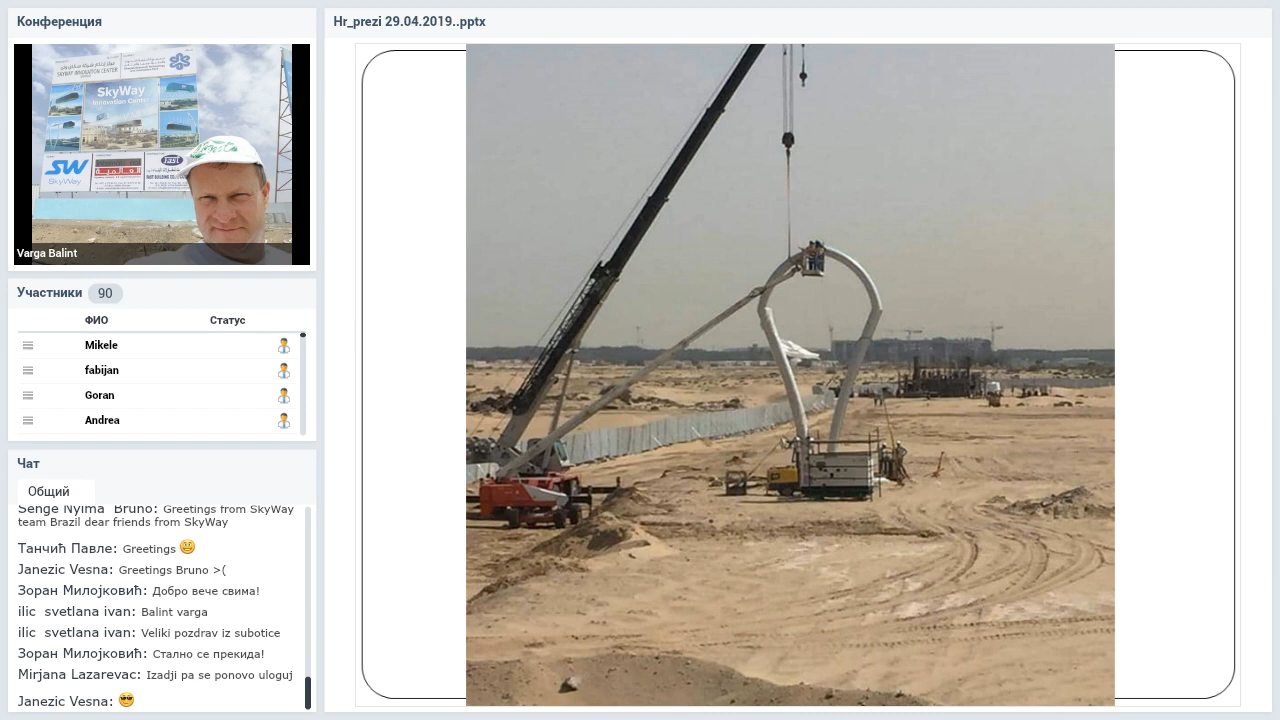 Конференция
SKYWAY INNOVATION CENTER
SkyWay
Innovation Center
SW
SkyWay
Varga Balint
Участники 90
ФИО Статус
Mikele
fabijan
Goran
Andrea
Чат
Общий
Senge Nyima Bruno: Greetings from SkyWay
team Brazil dear friends from SkyWay
Танчић Павле: Greetings
Janezic Vesna: Greetings Bruno >(
Зоран Милојковић: Добро вече свима!
ilic svetlana ivan: Balint varga
ilic svetlana ivan: Veliki pozdrav iz subotice
Зоран Милојковић: Стално се прекида!
Mirjana Lazarevac: Izadji pa se ponovo uloguj
Janezic Vesna:
Hr_prezi 29.04.2019..pptx